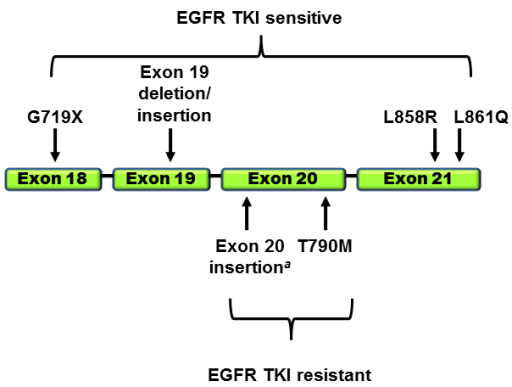 EGFR TKI sensitive
Exon 19
deletion/
insertion
G719X
L858R
L861Q
Exon 18
Exon 19
Exon 20
Exon 21
Exon 20
insertionᵃ
T790M
EGFR TKI resistant